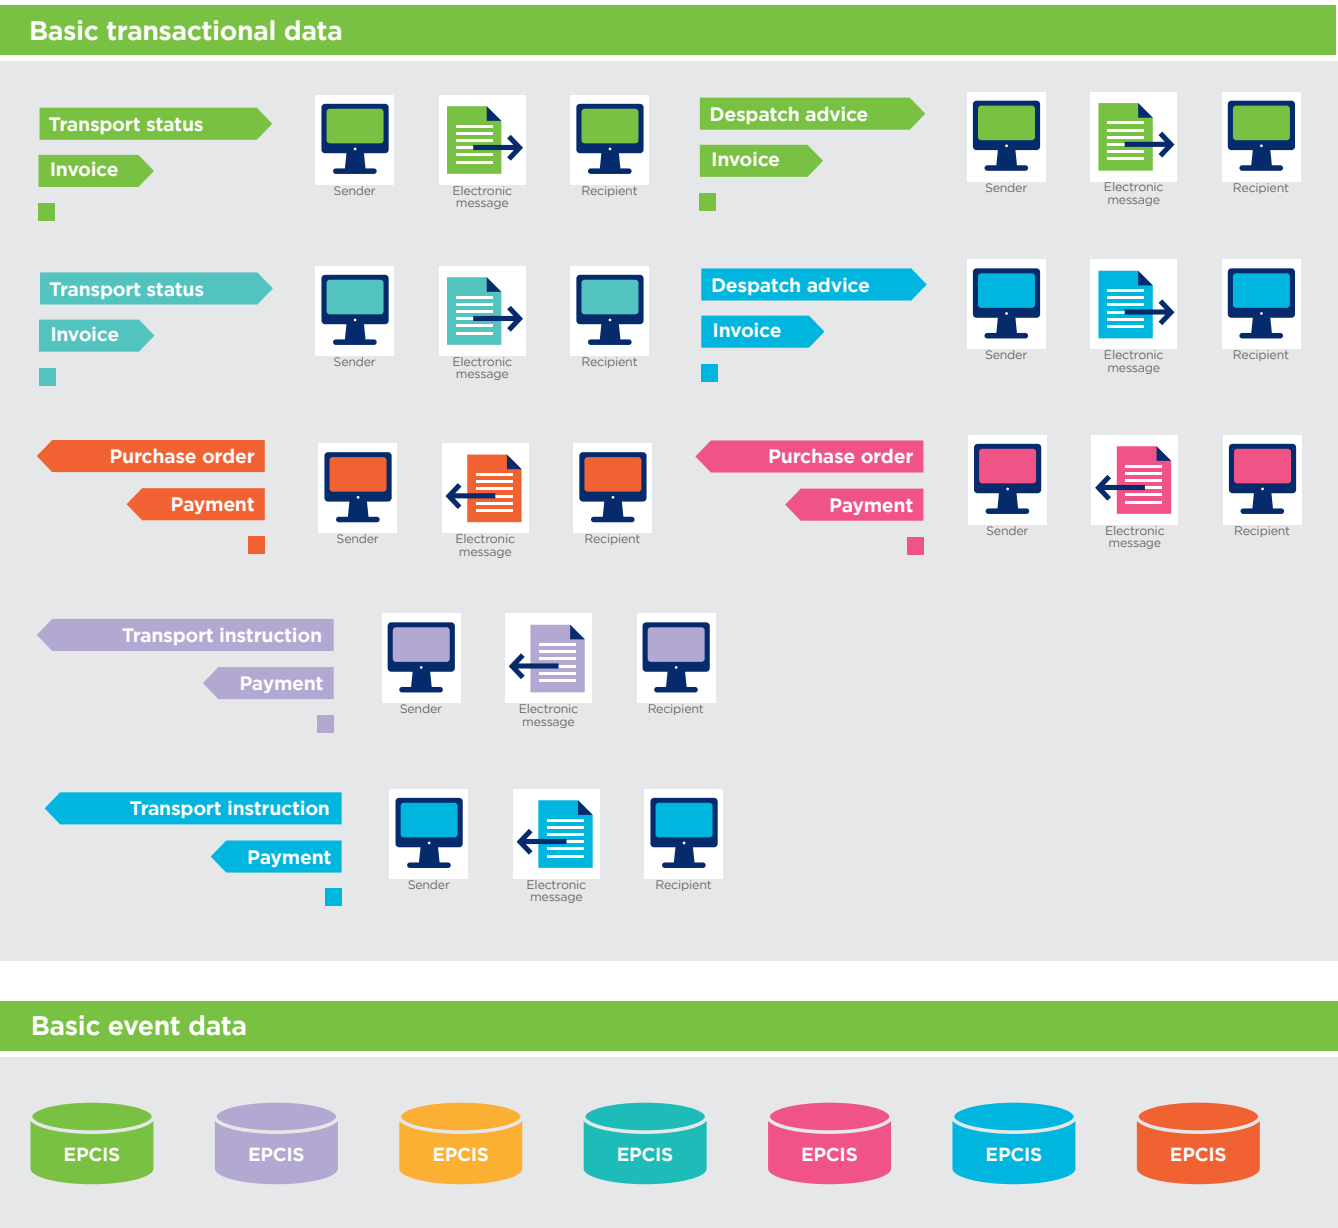 Basic transactional data
Transport status
Invoice
Sender
Electronic
message
Recipient
Despatch advice
Invoice
Sender
Electronic
message
Recipient
Transport status
Invoice
Sender
Electronic
message
Recipient
Despatch advice
Invoice
Sender
Electronic
message
Recipient
Purchase order
Payment
Sender
Electronic
message
Recipient
Purchase order
Payment
Sender
Electronic
message
Recipient
Transport instruction
Payment
Sender
Electronic
message
Recipient
Transport instruction
Payment
Sender
Electronic
message
Recipient
Basic event data
EPCIS
EPCIS
EPCIS
EPCIS
EPCIS
EPCIS
EPCIS